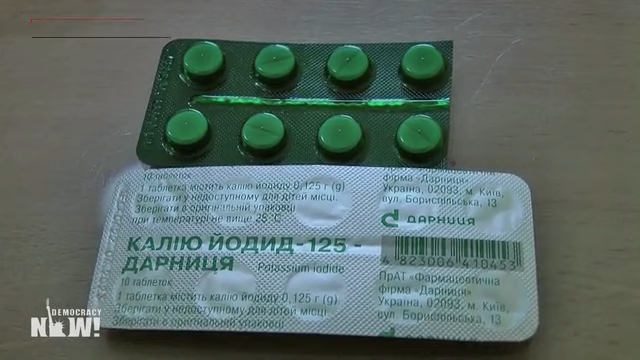 10 таблеток
1 таблетка містить калію йодиду 0,125 г (g)
Зберігати у недоступному для дітей місці.
Зберігати в оригінальній упаковці
при температурі не вище 25°C
фірма «Дарниця»
Україна, 02093, м. Київ,
вул. Бориспільська, 13
ДАРНИЦЯ
КАЛІЮ ЙОДИД-125-
ДАРНИЦЯ
Potassium iodide
10 таблеток
1 таблетка містить калію йодиду 0,125 г (g)
Зберігати у недоступному для дітей місці.
Зберігати в оригінальній упаковці
4 823006 410453
ПрАТ «Фармацевтична
фірма «Дарниця»
Україна, 02093, м. Київ,
вул. Бориспільська, 13
DEMOCRACY
NOW!